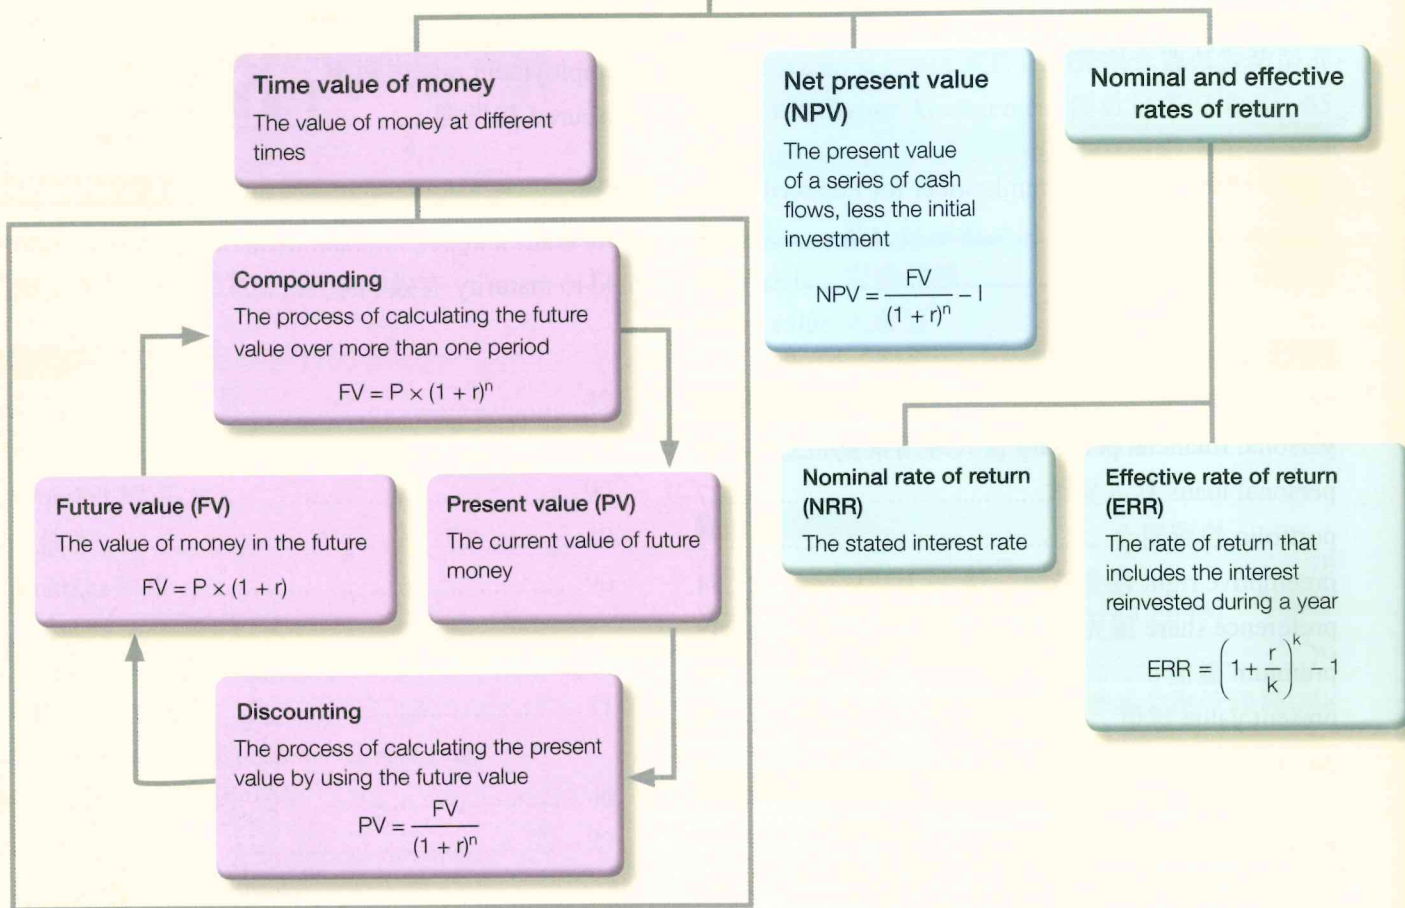 Time value of money
The value of money at different
times
Net present value
(NPV)
The present value
of a series of cash
flows, less the initial
investment
NPV = FV / (1 + r)ⁿ − I
Nominal and effective
rates of return
Compounding
The process of calculating the future
value over more than one period
FV = P × (1 + r)ⁿ
Future value (FV)
The value of money in the future
FV = P × (1 + r)
Present value (PV)
The current value of future
money
Discounting
The process of calculating the present
value by using the future value
PV = FV / (1 + r)ⁿ
Nominal rate of return
(NRR)
The stated interest rate
Effective rate of return
(ERR)
The rate of return that
includes the interest
reinvested during a year
ERR = (1 + r/k)ᵏ − 1